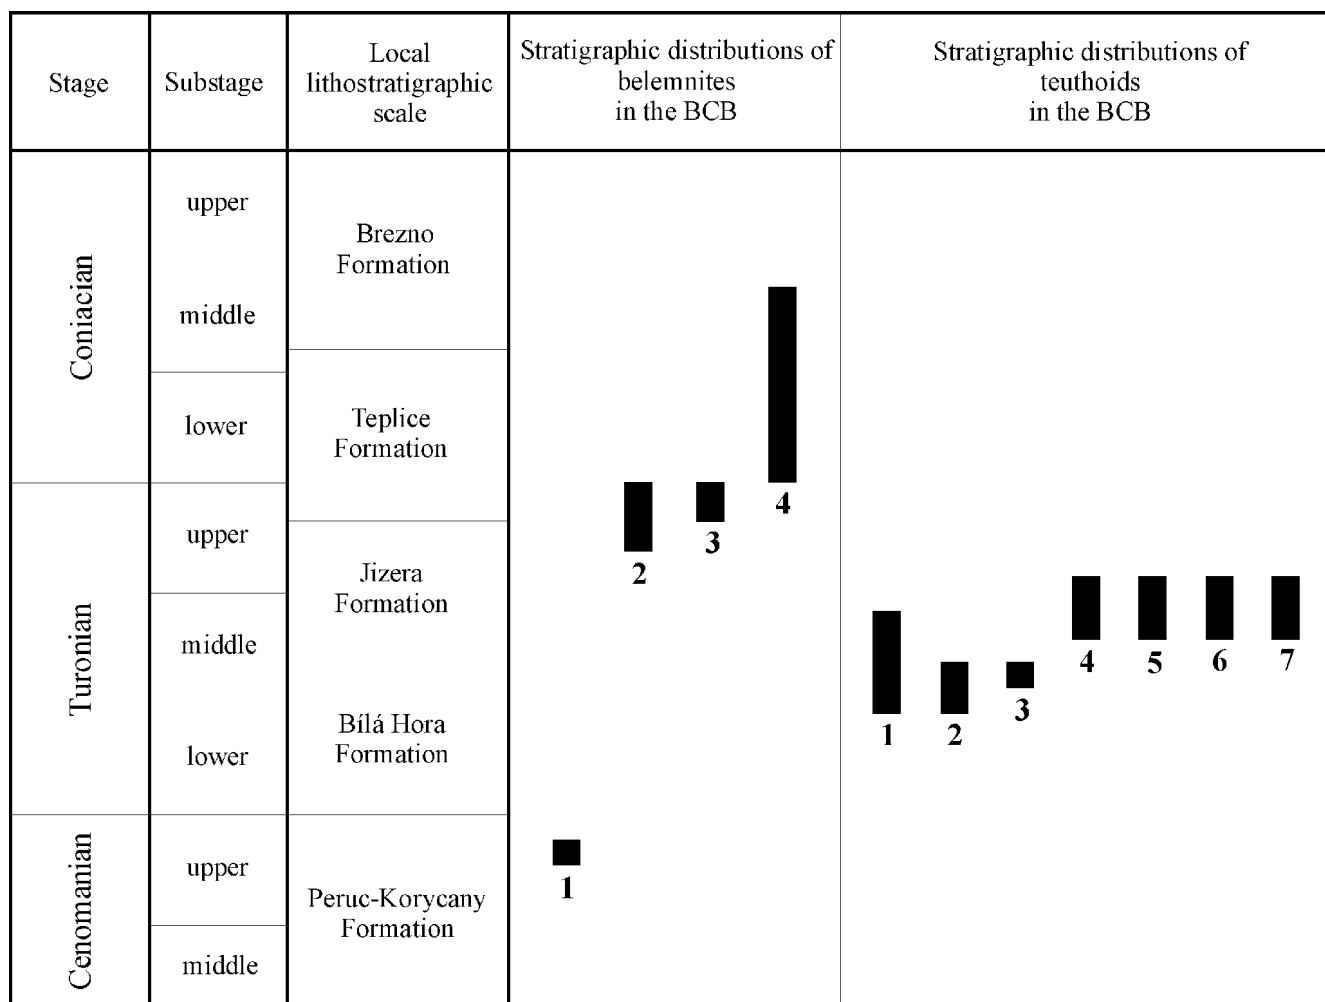 Stage
Substage
Local
lithostratigraphic
scale
Stratigraphic distributions of
belemnites
in the BCB
Stratigraphic distributions of
teuthoids
in the BCB
Coniacian
upper
middle
lower
Brezno
Formation
Teplice
Formation
4
3
2
Turonian
upper
middle
lower
Jizera
Formation
Bílá Hora
Formation
4
5
6
7
3
1
2
Cenomanian
upper
middle
Peruc-Korycany
Formation
1